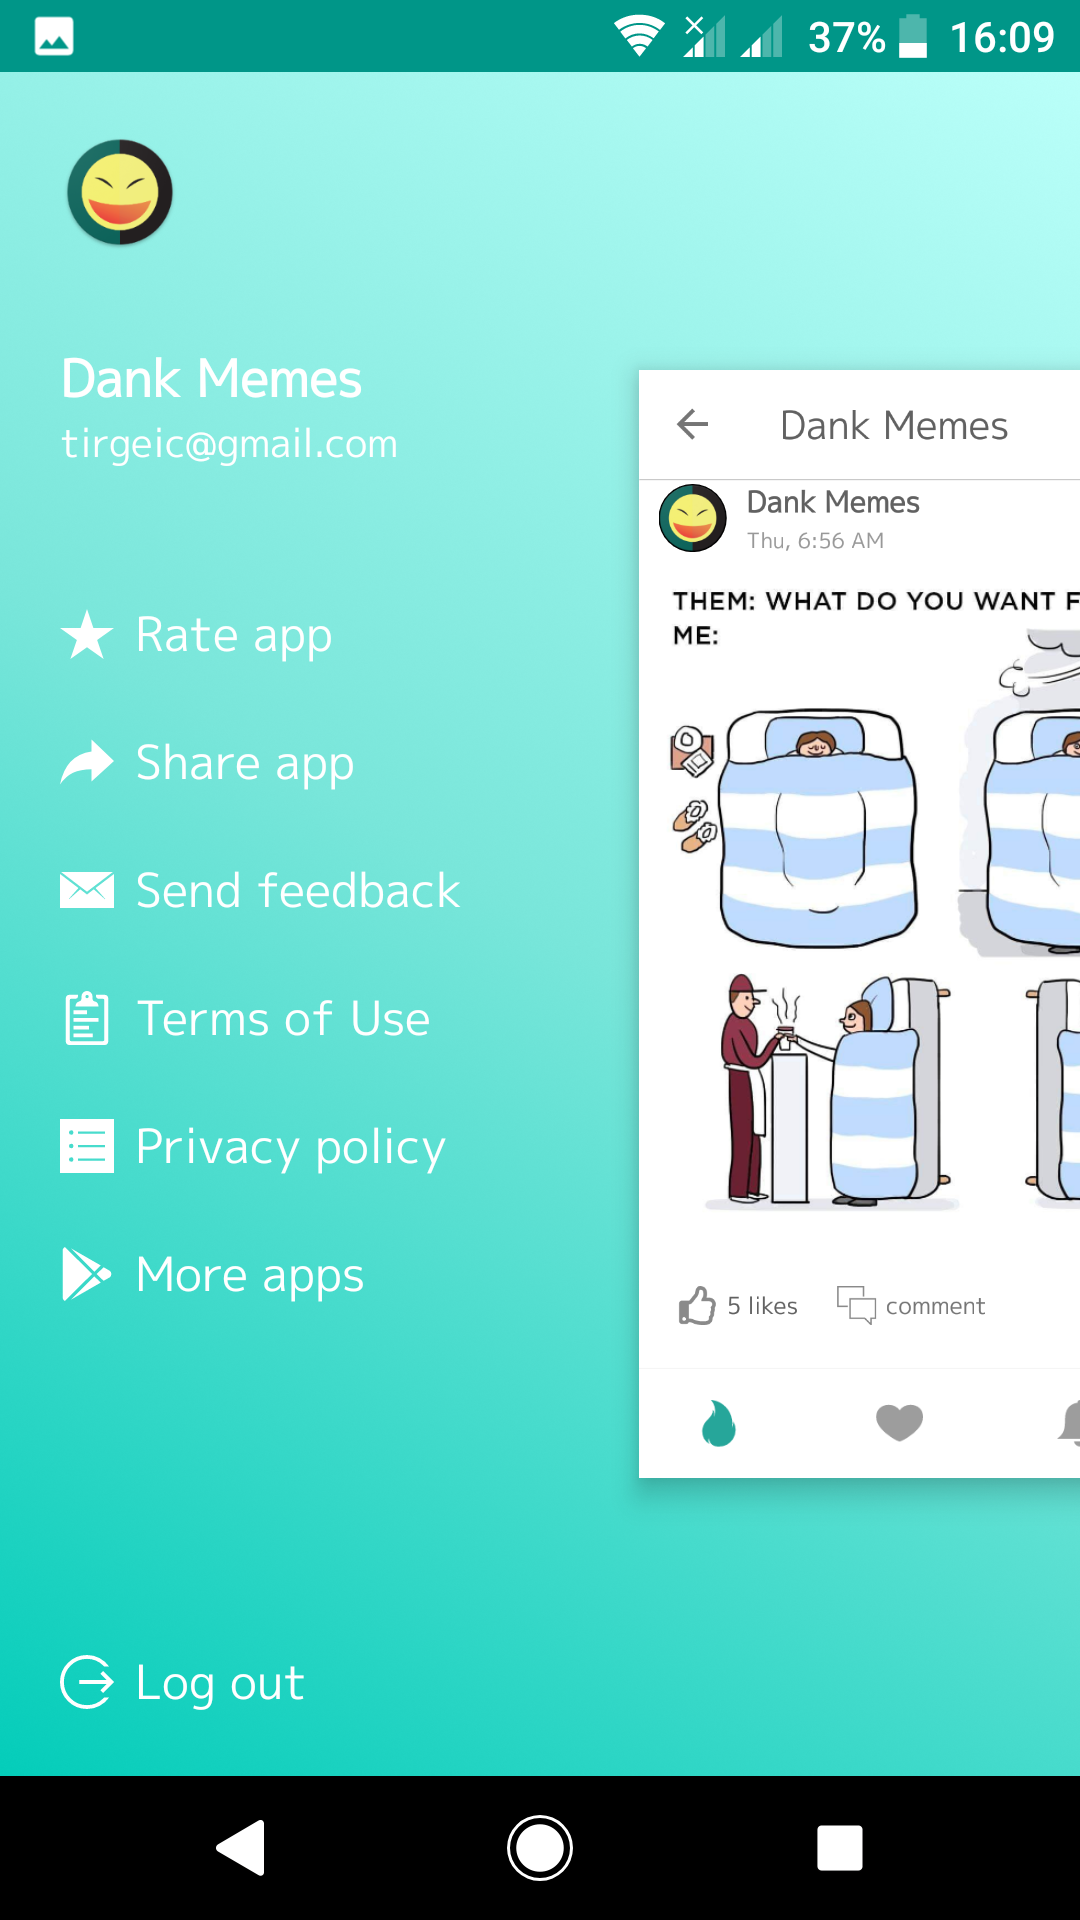 37% 16:09
Dank Memes
tirgeic@gmail.com
Rate app
Share app
Send feedback
Terms of Use
Privacy policy
More apps
Log out
Dank Memes
Dank Memes
Thu, 6:56 AM
THEM: WHAT DO YOU WANT F
ME:
5 likes
comment